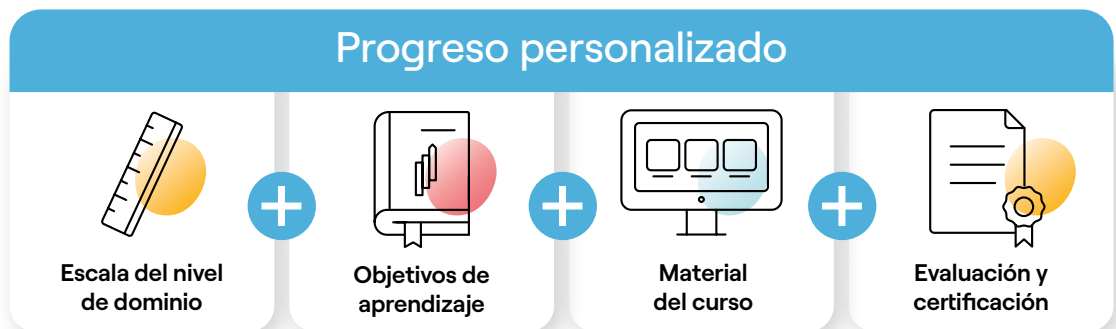 Progreso personalizado
Escala del nivel
de dominio
Objetivos de
aprendizaje
Material
del curso
Evaluación y
certificación